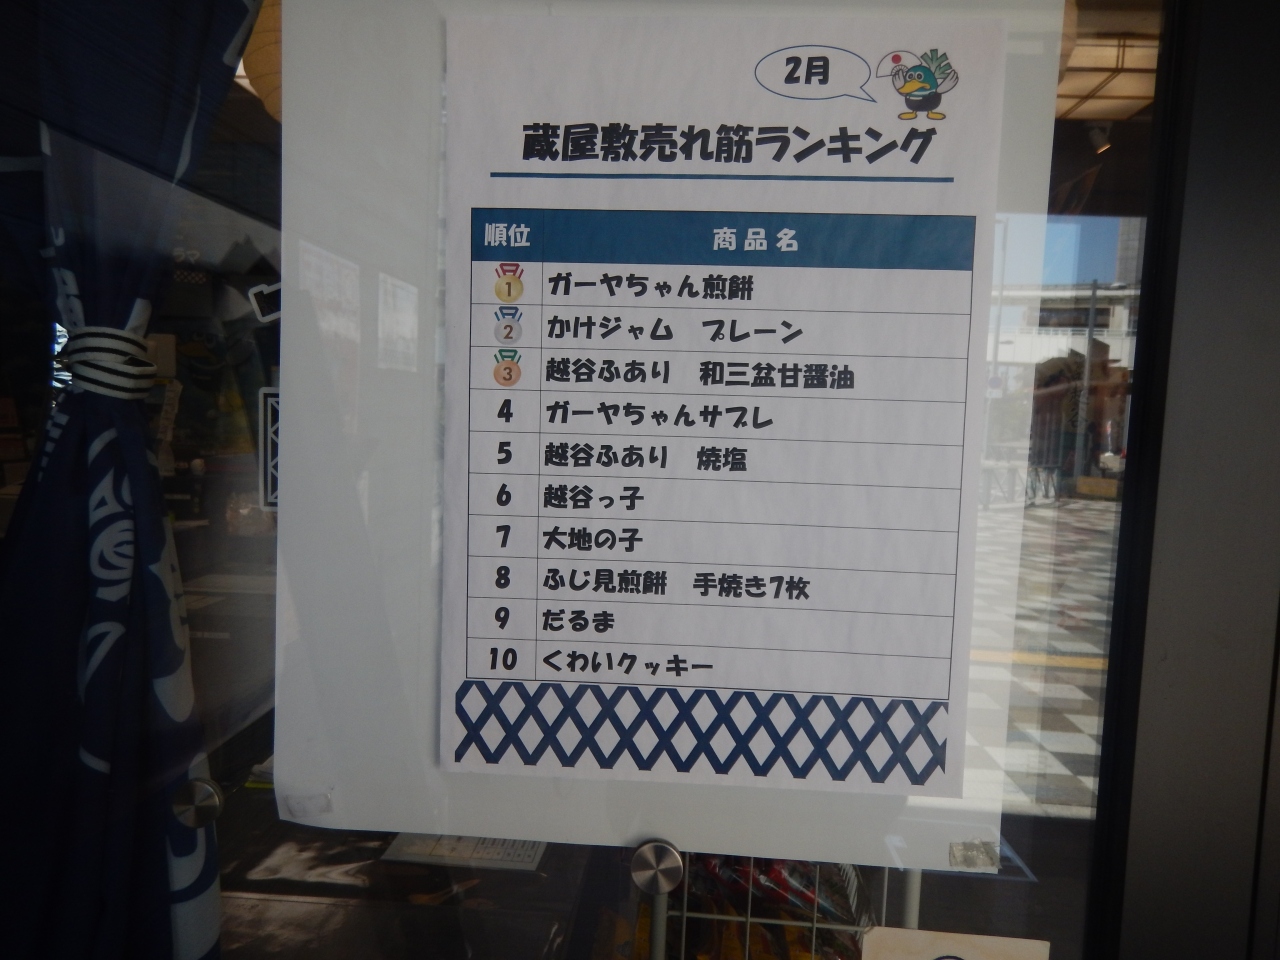 2月
蔵屋敷売れ筋ランキング
順位 商品名
1 ガーヤちゃん煎餅
2 かけジャム プレーン
3 越谷ふあり 和三盆甘醤油
4 ガーヤちゃんサブレ
5 越谷ふあり 焼塩
6 越谷っ子
7 大地の子
8 ふじ見煎餅 手焼き7枚
9 だるま
10 くわいクッキー